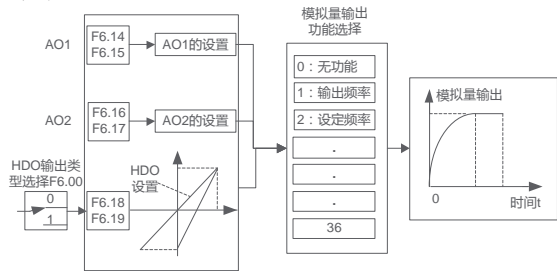 AO1
F6.14
F6.15
AO1的设置
AO2
F6.16
F6.17
AO2的设置
HDO输出类
型选择F6.00
0
1
F6.18
F6.19
HDO
设置
模拟量输出
功能选择
0：无功能
1：输出频率
2：设定频率
.
.
.
36
模拟量输出
0
时间t